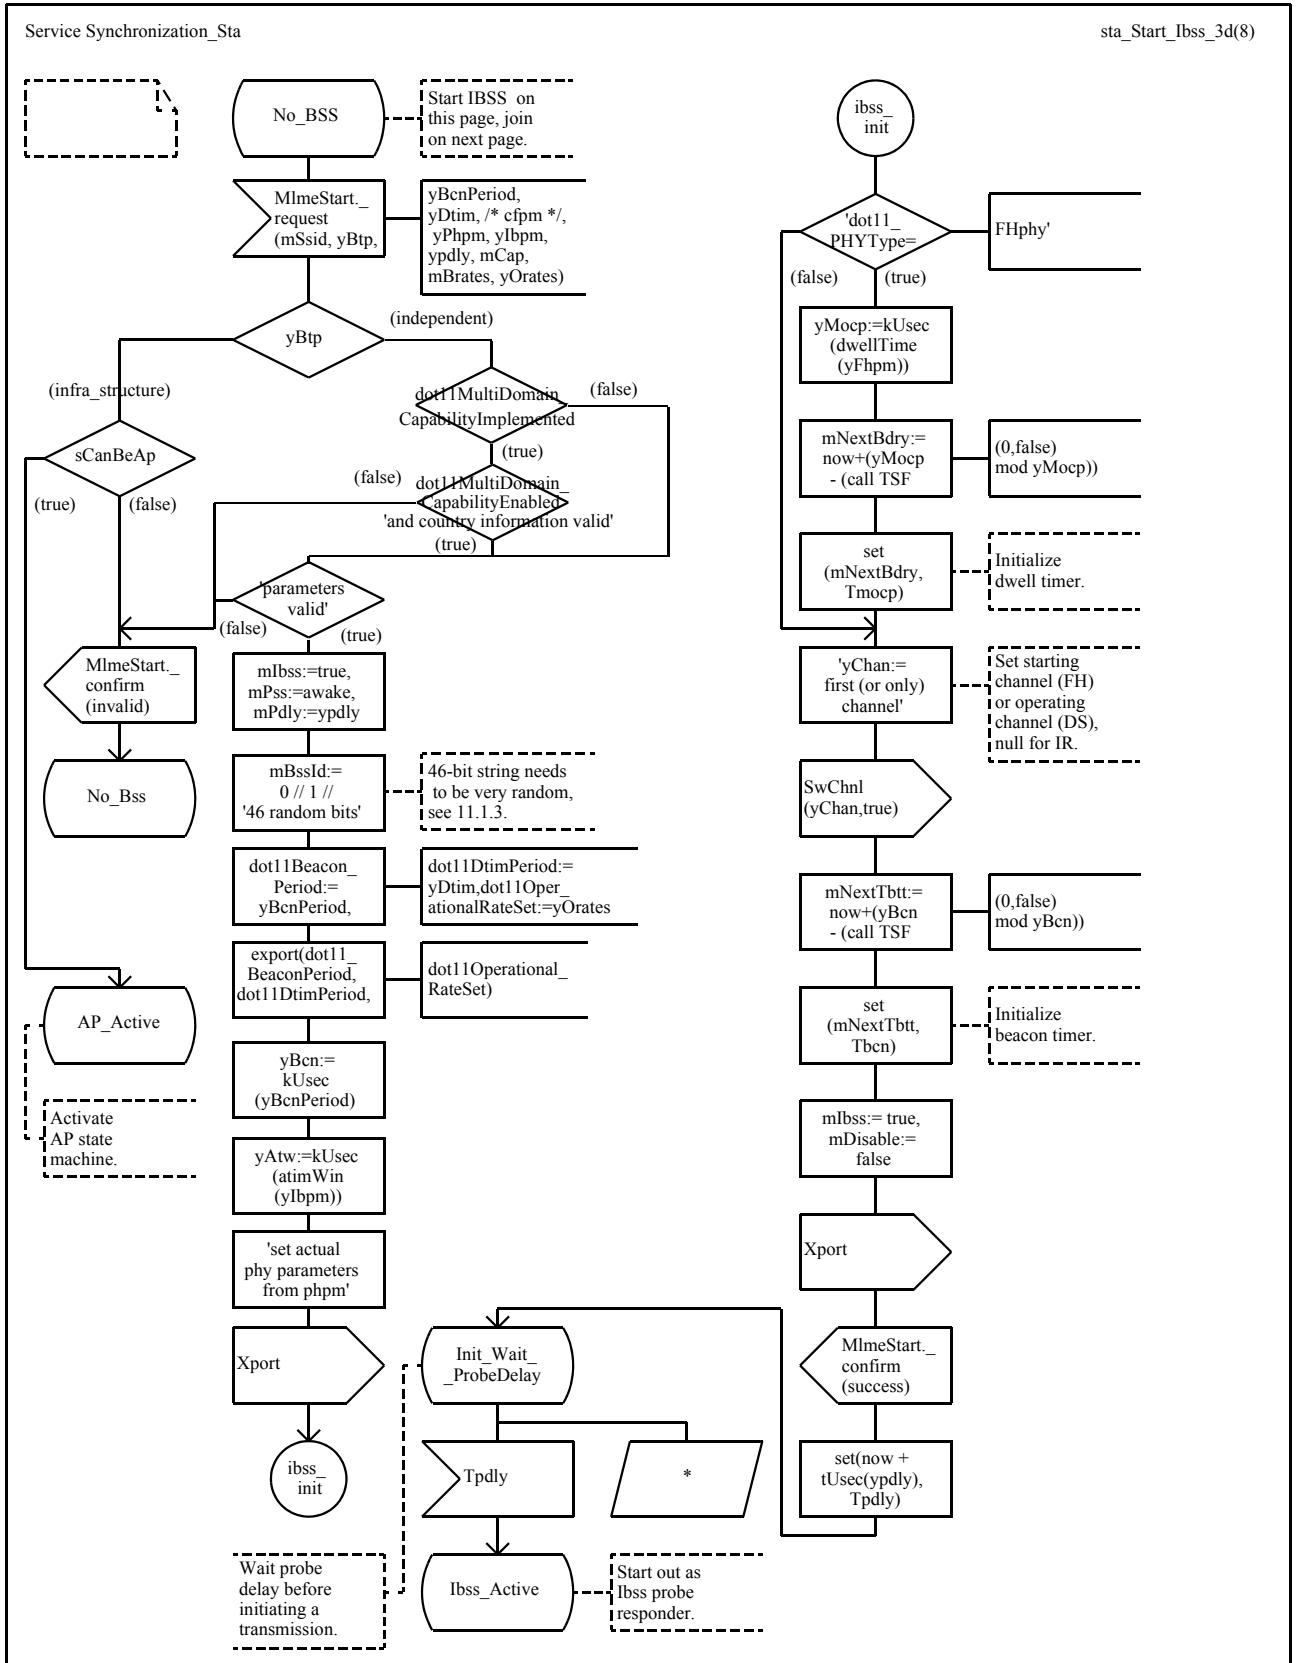 Service Synchronization_Sta
sta_Start_Ibss_3d(8)
No_BSS
Start IBSS on
this page, join
on next page.
MlmeStart._
request
(mSsid, yBtp,
yBcnPeriod,
yDtim, /* cfpm */,
yPhpm, yIbpm,
ypdly, mCap,
mBrates, yOrates)
yBtp
(independent)
(infra_structure)
dot11MultiDomain_
CapabilityImplemented
(false)
(true)
sCanBeAp
(true)
(false)
(false)
dot11MultiDomain_
CapabilityEnabled
'and country information valid'
(true)
'parameters
valid'
(false)
(true)
MlmeStart._
confirm
(invalid)
No_Bss
mIbss:=true,
mPss:=awake,
mPdly:=ypdly
mBssId:=
0 // 1 //
'46 random bits'
46-bit string needs
to be very random,
see 11.1.3.
dot11Beacon_
Period:=
yBcnPeriod,
dot11DtimPeriod:=
yDtim,dot11Oper_
ationalRateSet:=yOrates
export(dot11_
BeaconPeriod,
dot11DtimPeriod,
dot11Operational_
RateSet)
AP_Active
Activate
AP state
machine.
yBcn:=
kUsec
(yBcnPeriod)
yAtw:=kUsec
(atimWin
(yIbpm))
'set actual
phy parameters
from phpm'
Xport
ibss_
init
Init_Wait_
_ProbeDelay
Tpdly
*
Wait probe
delay before
initiating a
transmission.
Ibss_Active
Start out as
Ibss probe
responder.
ibss_
init
'dot11_
PHYType=
FHphy'
(false)
(true)
yMocp:=kUsec
(dwellTime
(yFhpm))
mNextBdry:=
now+(yMocp
- (call TSF
(0,false)
mod yMocp))
set
(mNextBdry,
Tmocp)
Initialize
dwell timer.
'yChan:=
first (or only)
channel'
Set starting
channel (FH)
or operating
channel (DS),
null for IR.
SwChnl
(yChan,true)
mNextTbtt:=
now+(yBcn
- (call TSF
(0,false)
mod yBcn))
set
(mNextTbtt,
Tbcn)
Initialize
beacon timer.
mIbss:= true,
mDisable:=
false
Xport
MlmeStart._
confirm
(success)
set(now +
tUsec(ypdly),
Tpdly)